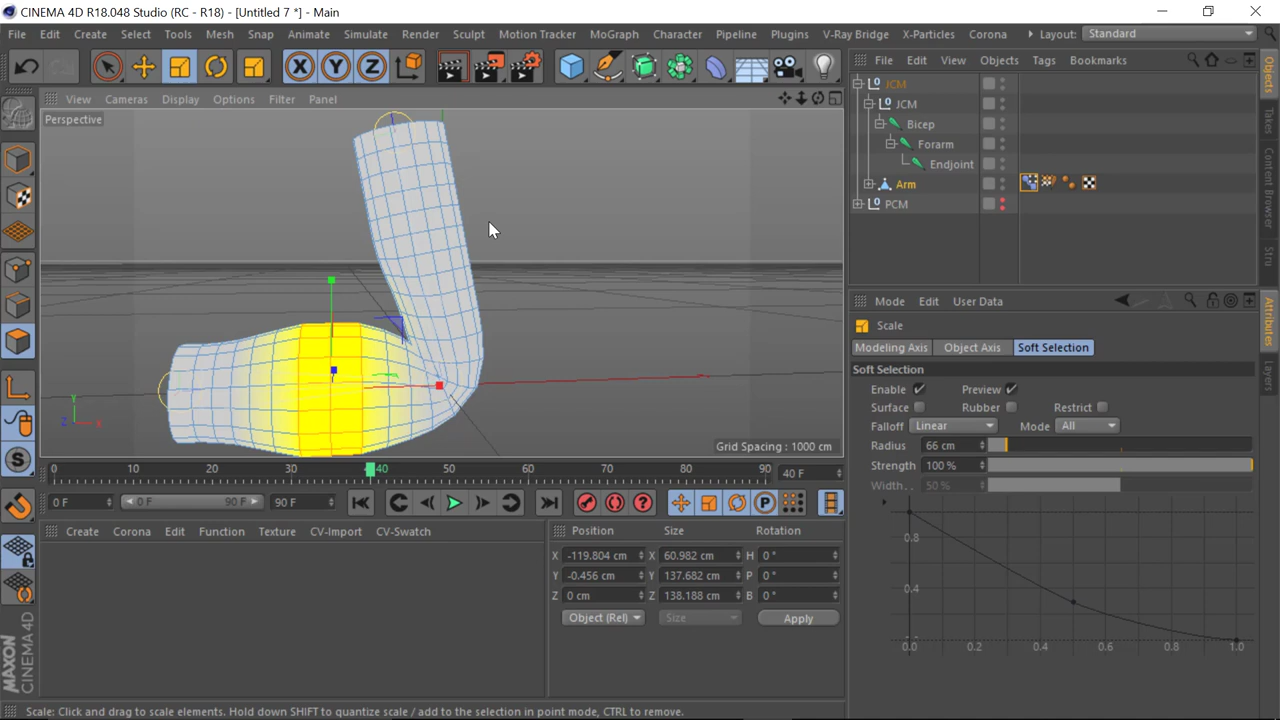 CINEMA 4D R18.048 Studio (RC - R18) - [Untitled 7 *] - Main
File Edit Create Select Tools Mesh Snap Animate Simulate Render Sculpt Motion Tracker MoGraph Character Pipeline Plugins V-Ray Bridge X-Particles Corona Layout: Standard
File Edit View Objects Tags Bookmarks
View Cameras Display Options Filter Panel
Perspective
JCM
JCM
Bicep
Forarm
Endjoint
Arm
PCM
Objects
Takes
Content Browser
Stru
Y
Z X
Grid Spacing : 1000 cm
0 10 20 30 40 50 60 70 80 90 40 F
0 F 0 F 90 F 90 F
Create Corona Edit Function Texture CV-Import CV-Swatch
Position Size Rotation
X -119.804 cm X 60.982 cm H 0 °
Y -0.456 cm Y 137.682 cm P 0 °
Z 0 cm Z 138.188 cm B 0 °
Object (Rel) Size Apply
Mode Edit User Data
Scale
Modeling Axis Object Axis Soft Selection
Soft Selection
Enable Preview
Surface Rubber Restrict
Falloff Linear Mode All
Radius 66 cm
Strength 100 %
Width . . 50 %
0.8
0.4
0.0 0.2 0.4 0.6 0.8 1.0
Attributes
Layers
MAXON
CINEMA 4D
Scale: Click and drag to scale elements. Hold down SHIFT to quantize scale / add to the selection in point mode, CTRL to remove.